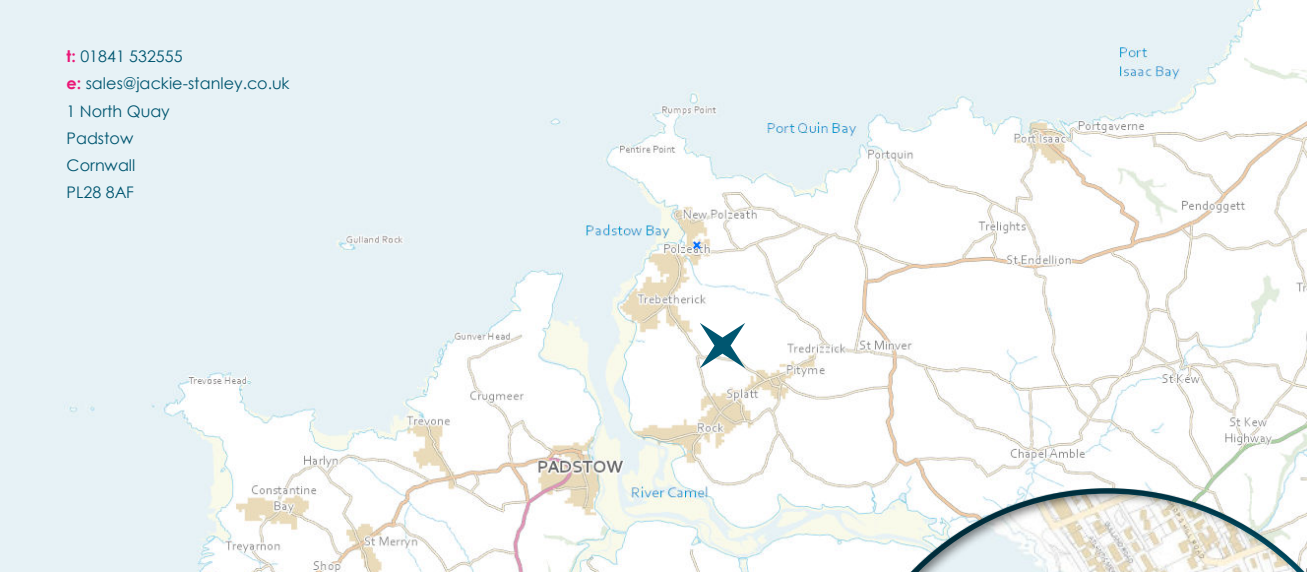 t: 01841 532555
e: sales@jackie-stanley.co.uk
1 North Quay
Padstow
Cornwall
PL28 8AF
Port
Isaac Bay
Rumps Point
Port Quin Bay
Portgaverne
Port Isaac
Pentire Point
Portquin
Pendoggett
New Polzeath
Padstow Bay
Trelights
Gulland Rock
Polzeath
St Endellion
Trebetherick
Gunver Head
Tredrizzick
St Minver
Pityme
Trevose Head
St Kew
Crugmeer
Splatt
Trevone
Rock
St Kew
Highway
Chapel Amble
Harlyn
PADSTOW
Constantine
Bay
River Camel
Treyarnon
St Merryn
Shop